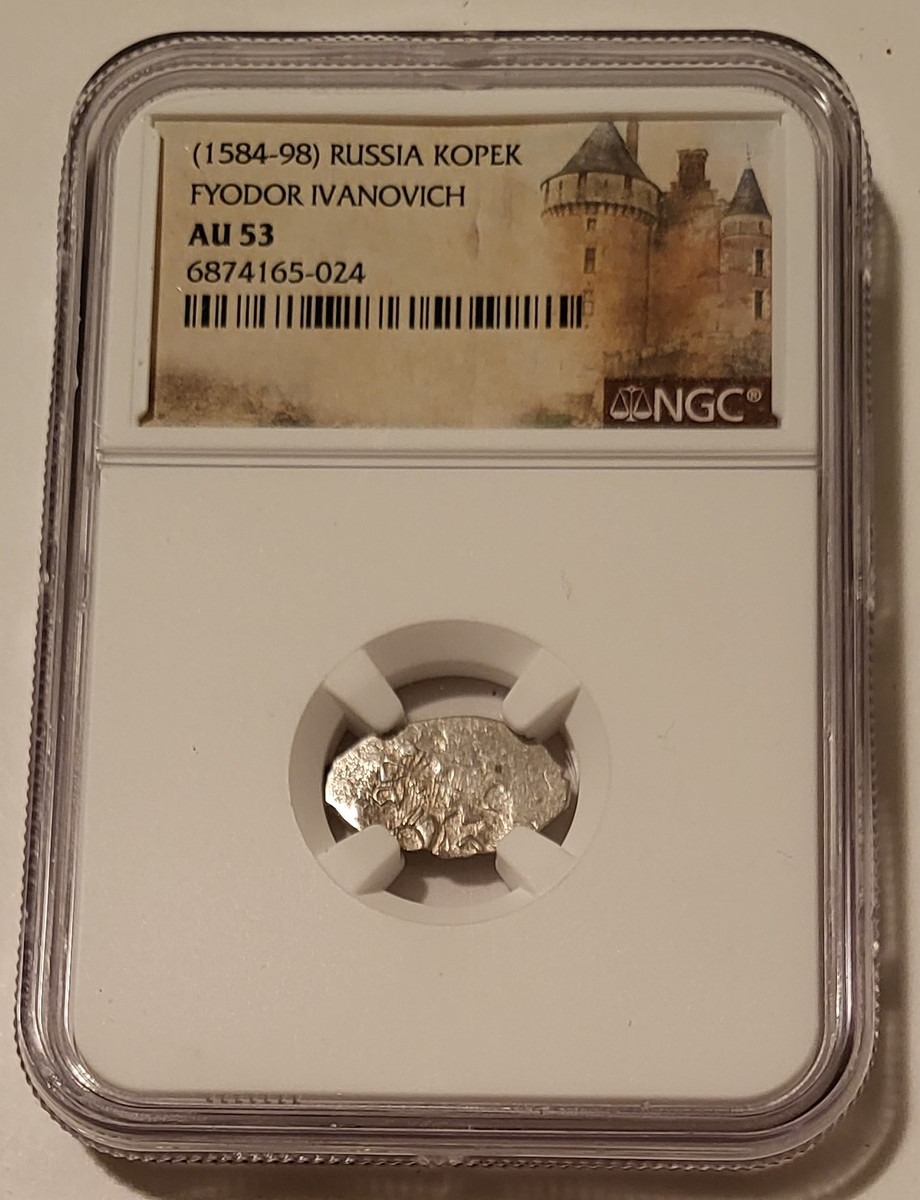 (1584-98) RUSSIA KOPEK
FYODOR IVANOVICH
AU 53
6874165-024
NGC®